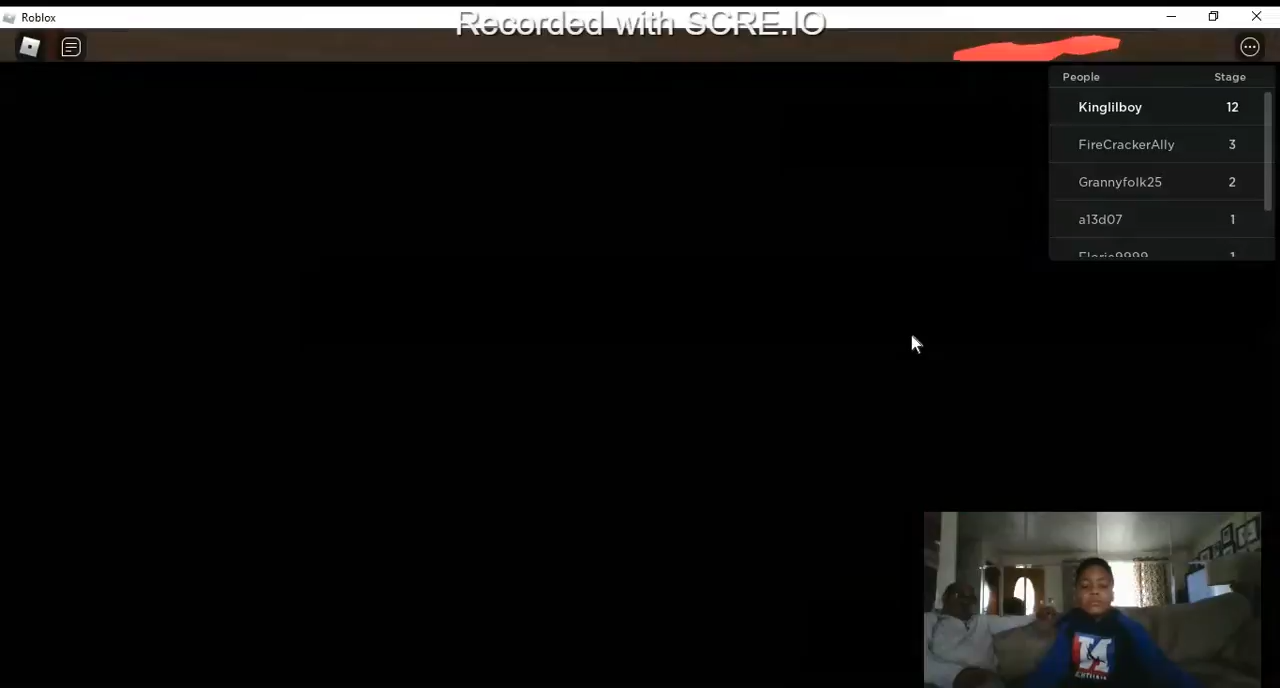 Roblox
Recorded with SCRE.IO
People Stage
Kinglilboy 12
FireCrackerAlly 3
Grannyfolk25 2
a13d07 1